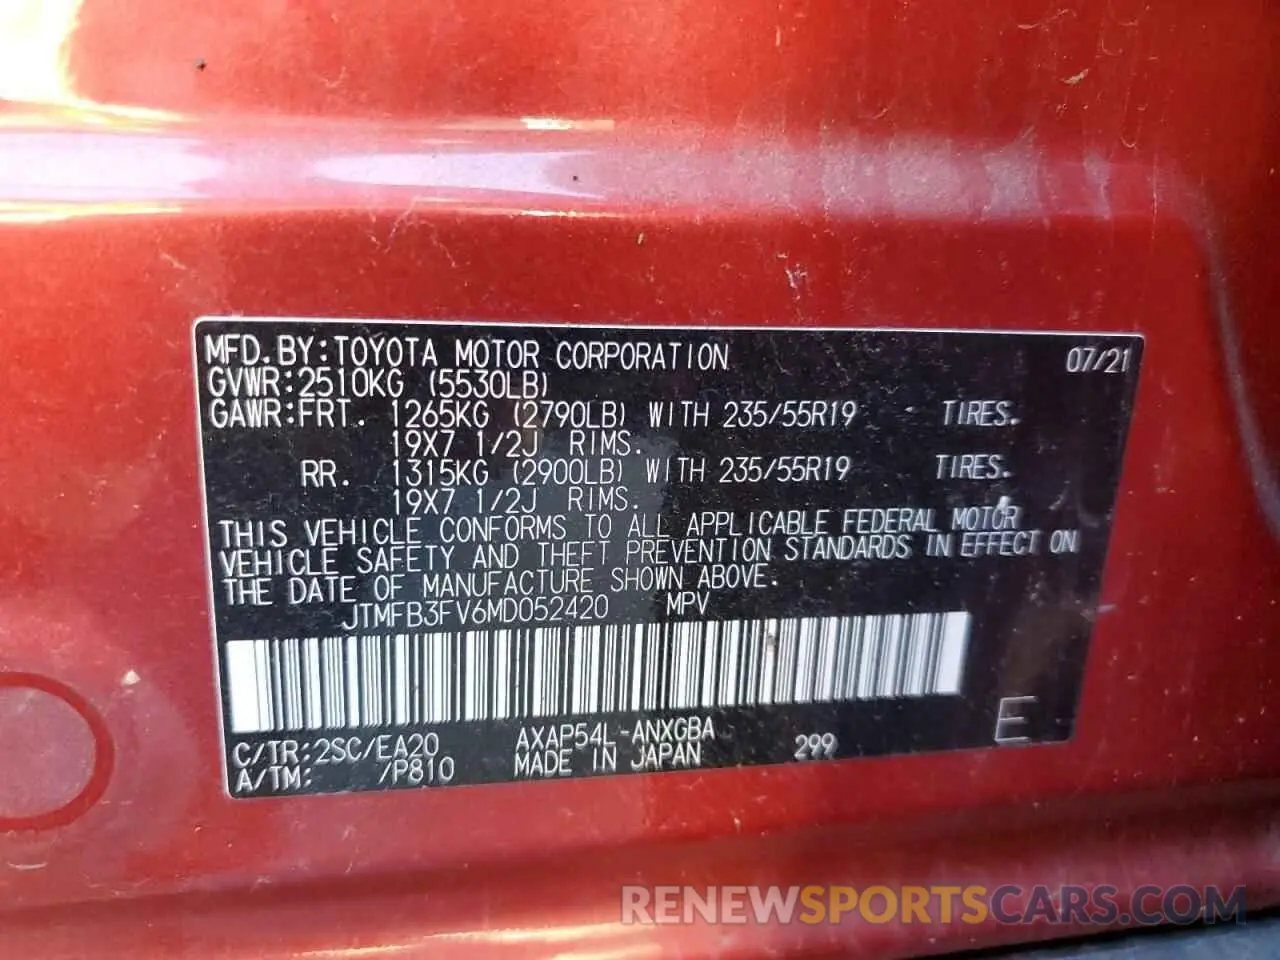 MFD.BY:TOYOTA MOTOR CORPORATION 07/21
GVWR:2510KG (5530LB)
GAWR:FRT. 1265KG (2790LB) WITH 235/55R19 TIRES.
19X7 1/2J RIMS.
RR. 1315KG (2900LB) WITH 235/55R19 TIRES.
19X7 1/2J RIMS.
THIS VEHICLE CONFORMS TO ALL APPLICABLE FEDERAL MOTOR
VEHICLE SAFETY AND THEFT PREVENTION STANDARDS IN EFFECT ON
THE DATE OF MANUFACTURE SHOWN ABOVE.
JTMFB3FV6MD052420 MPV
C/TR:2SC/EA20 AXAP54L-ANXGBA
A/TM: /P810 MADE IN JAPAN 299 E
RENEWSPORTSCARS.COM